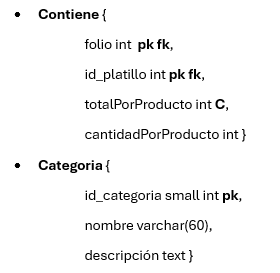 • Contiene {
folio int pk fk,
id_platillo int pk fk,
totalPorProducto int C,
cantidadPorProducto int }
• Categoria {
id_categoria small int pk,
nombre varchar(60),
descripción text }